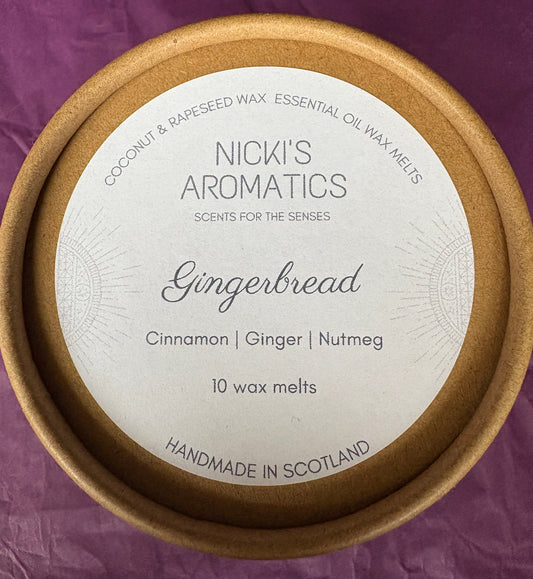 COCONUT & RAPESEED WAX ESSENTIAL OIL WAX MELTS
NICKI'S
AROMATICS
SCENTS FOR THE SENSES
Gingerbread
Cinnamon | Ginger | Nutmeg
10 wax melts
HANDMADE IN SCOTLAND